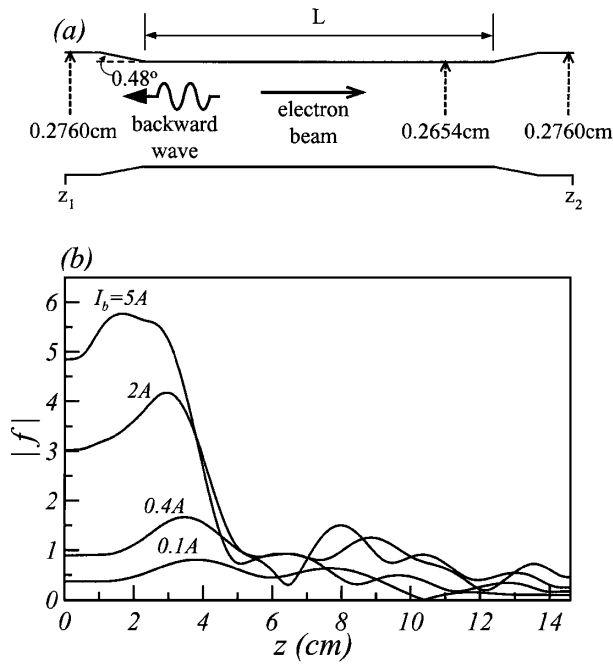 (a)
L
0.48°
backward
wave
electron
beam
0.2760cm
0.2654cm
0.2760cm
z₁
z₂
(b)
I_b=5A
2A
0.4A
0.1A
|f|
6
5
4
3
2
1
0
0
2
4
6
8
10
12
14
z (cm)